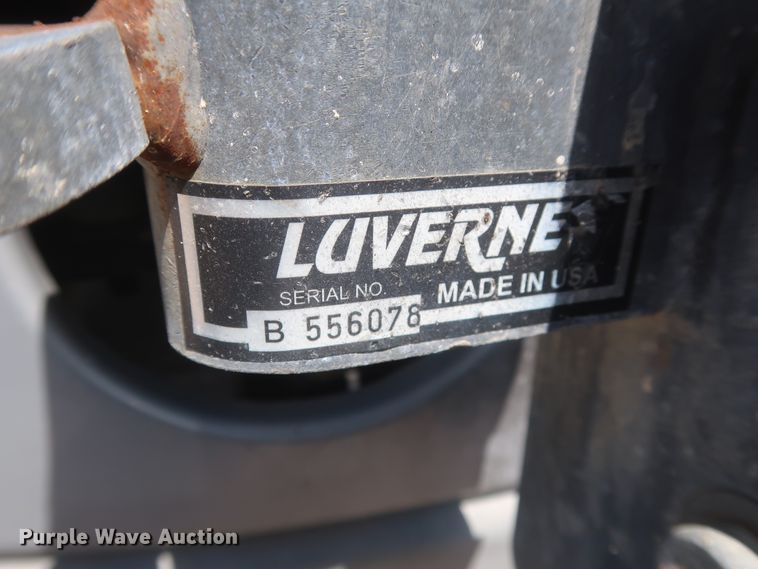 LUVERNE
SERIAL NO.
MADE IN USA
B 556078
Purple Wave Auction